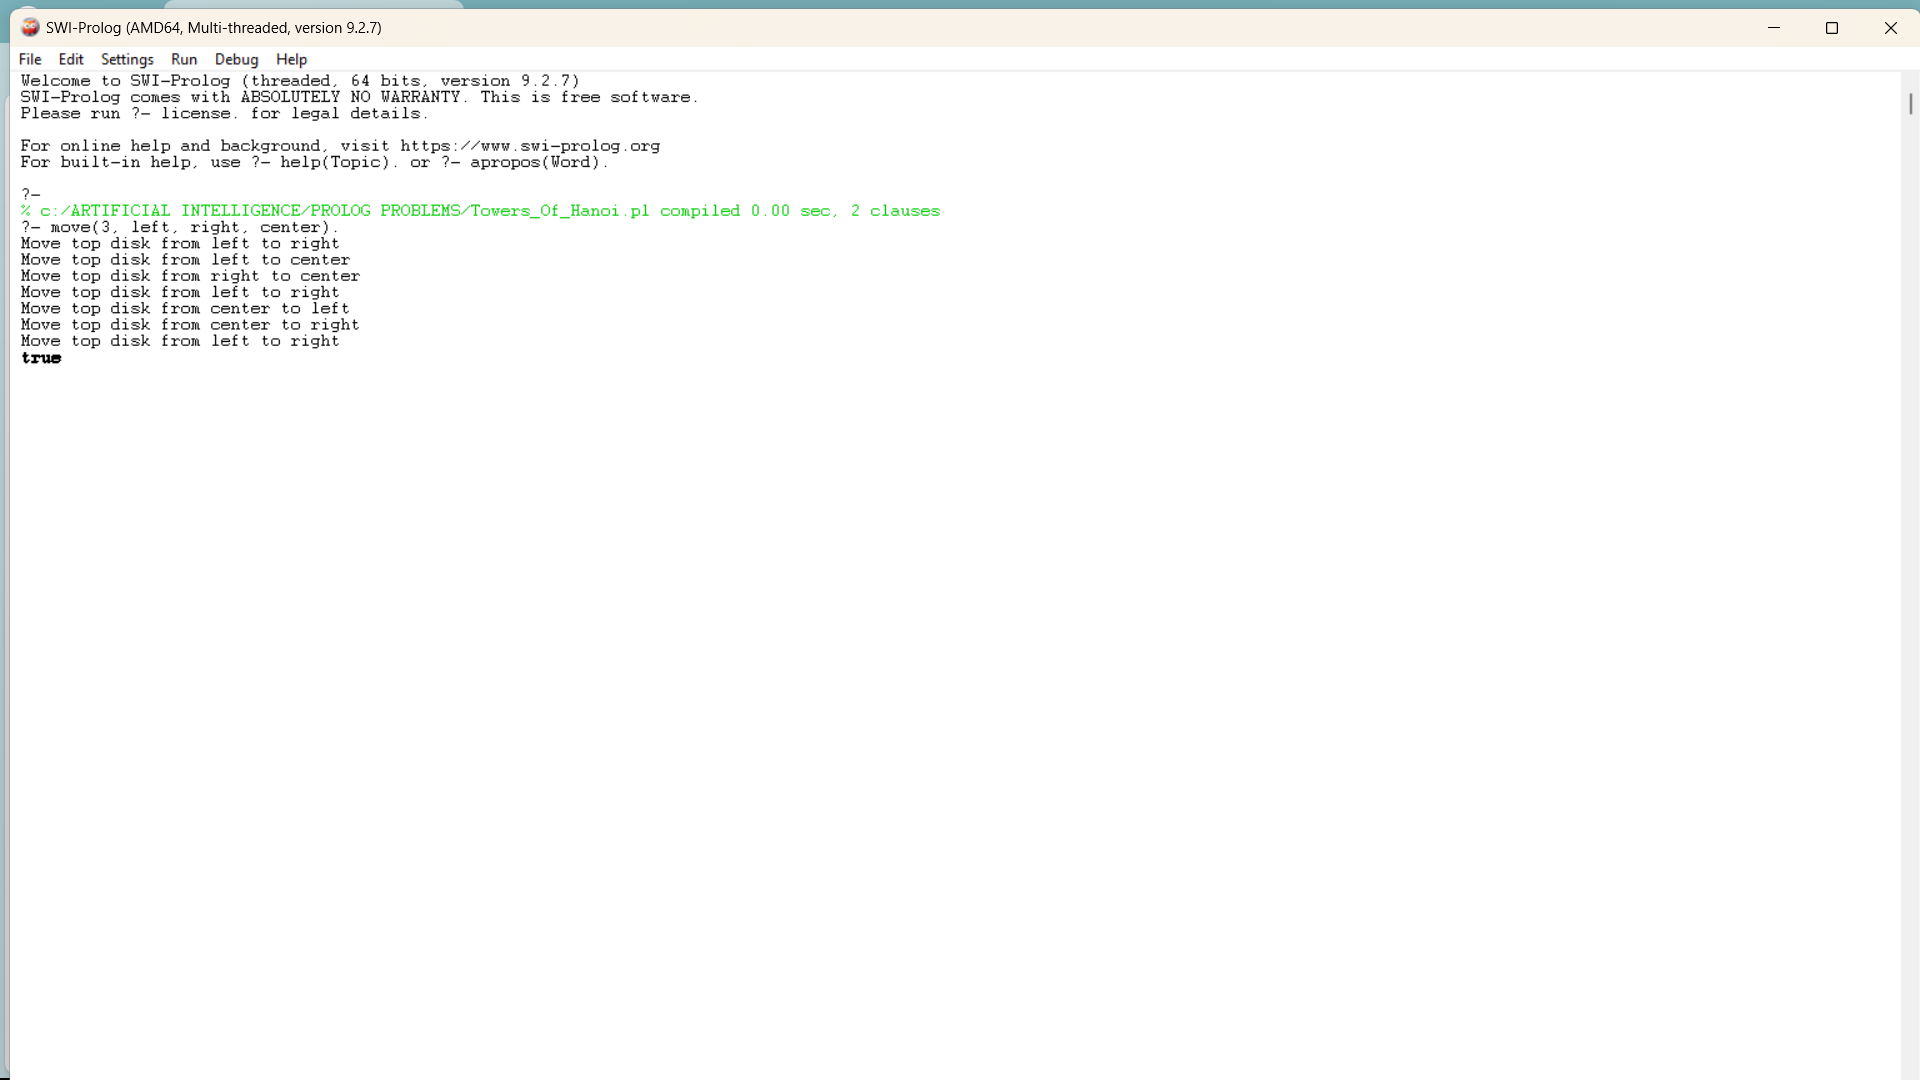 SWI-Prolog (AMD64, Multi-threaded, version 9.2.7)
File Edit Settings Run Debug Help
Welcome to SWI-Prolog (threaded, 64 bits, version 9.2.7)
SWI-Prolog comes with ABSOLUTELY NO WARRANTY. This is free software.
Please run ?- license. for legal details.
For online help and background, visit https://www.swi-prolog.org
For built-in help, use ?- help(Topic). or ?- apropos(Word).
?-
% c:/ARTIFICIAL INTELLIGENCE/PROLOG PROBLEMS/Towers_Of_Hanoi.pl compiled 0.00 sec, 2 clauses
?- move(3, left, right, center).
Move top disk from left to right
Move top disk from left to center
Move top disk from right to center
Move top disk from left to right
Move top disk from center to left
Move top disk from center to right
Move top disk from left to right
true